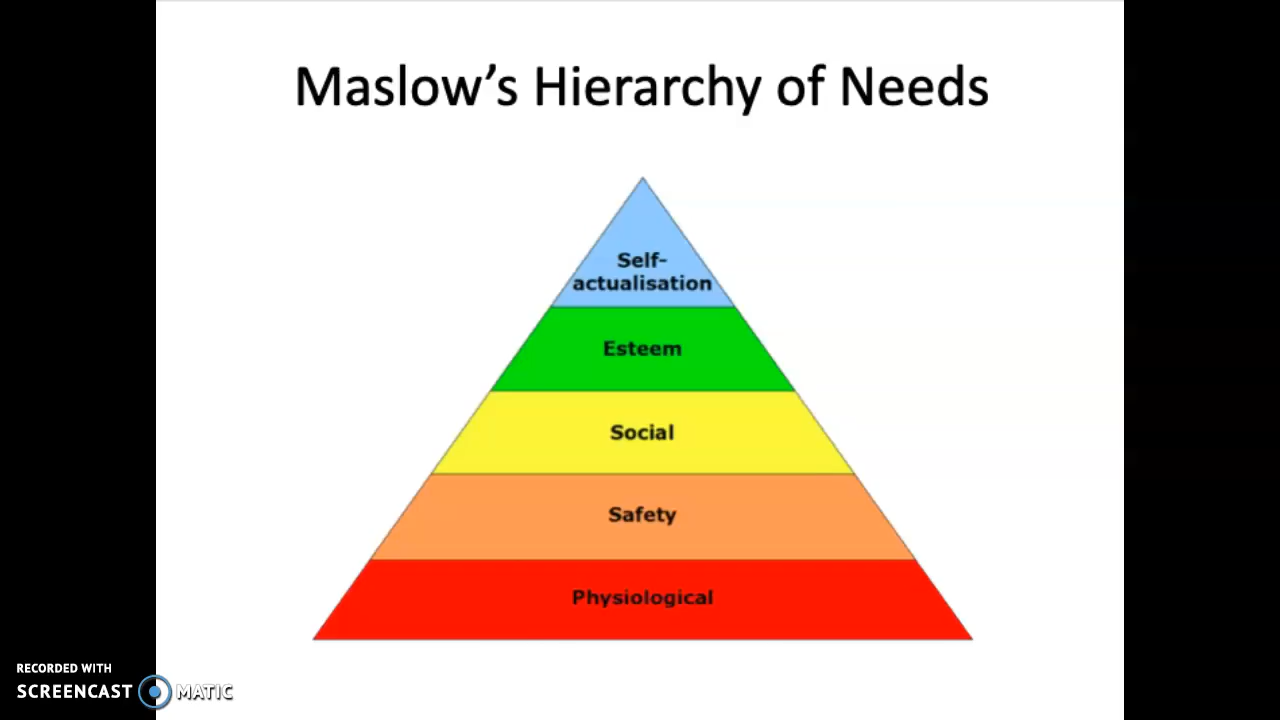 Maslow’s Hierarchy of Needs
Self-
actualisation
Esteem
Social
Safety
Physiological
RECORDED WITH
SCREENCAST MATIC